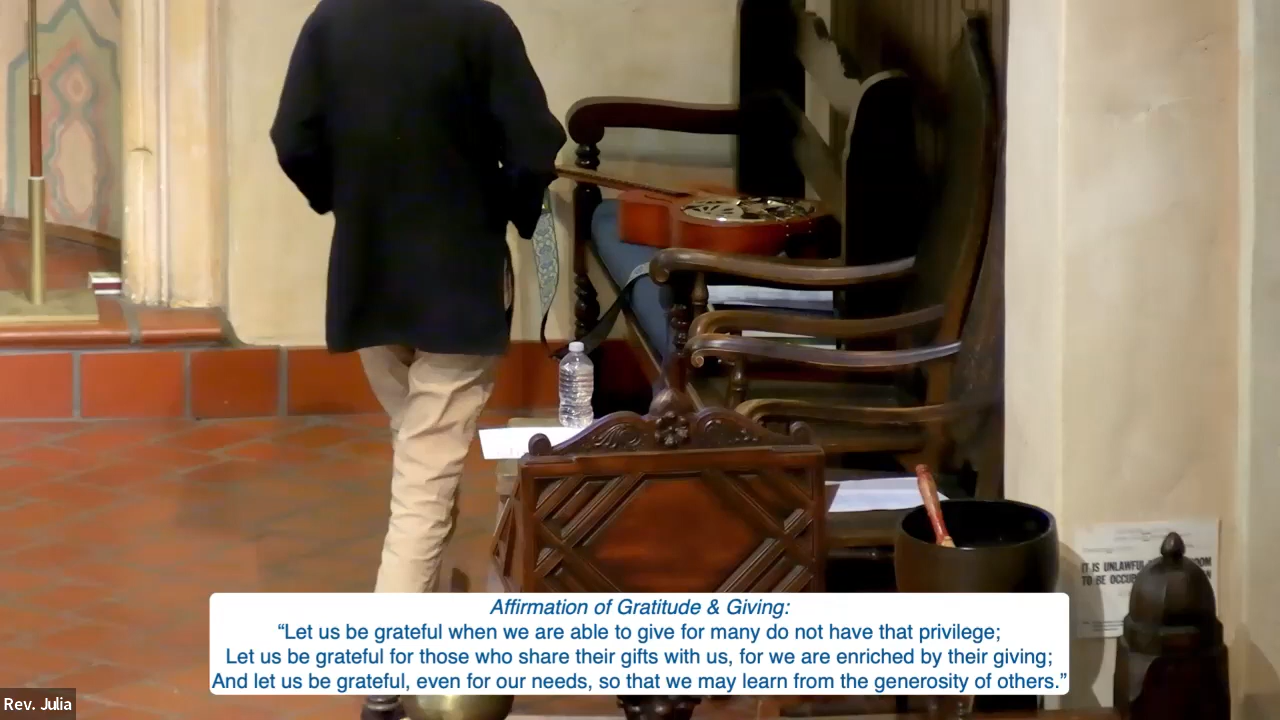 IT IS UNLAWFUL
OOM
TO BE OCCU
Affirmation of Gratitude & Giving:
“Let us be grateful when we are able to give for many do not have that privilege;
Let us be grateful for those who share their gifts with us, for we are enriched by their giving;
And let us be grateful, even for our needs, so that we may learn from the generosity of others.”
Rev. Julia